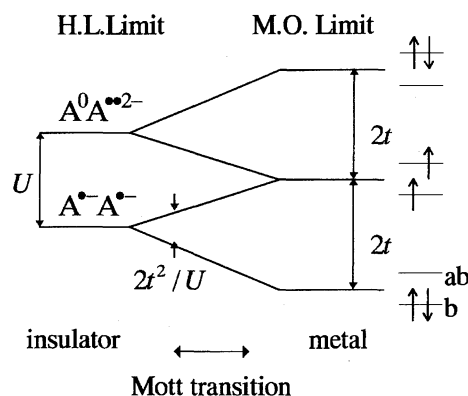 H.L.Limit M.O. Limit
A⁰A••2−
2t
U
A•− A•−
2t
2t² / U
ab
b
insulator metal
Mott transition